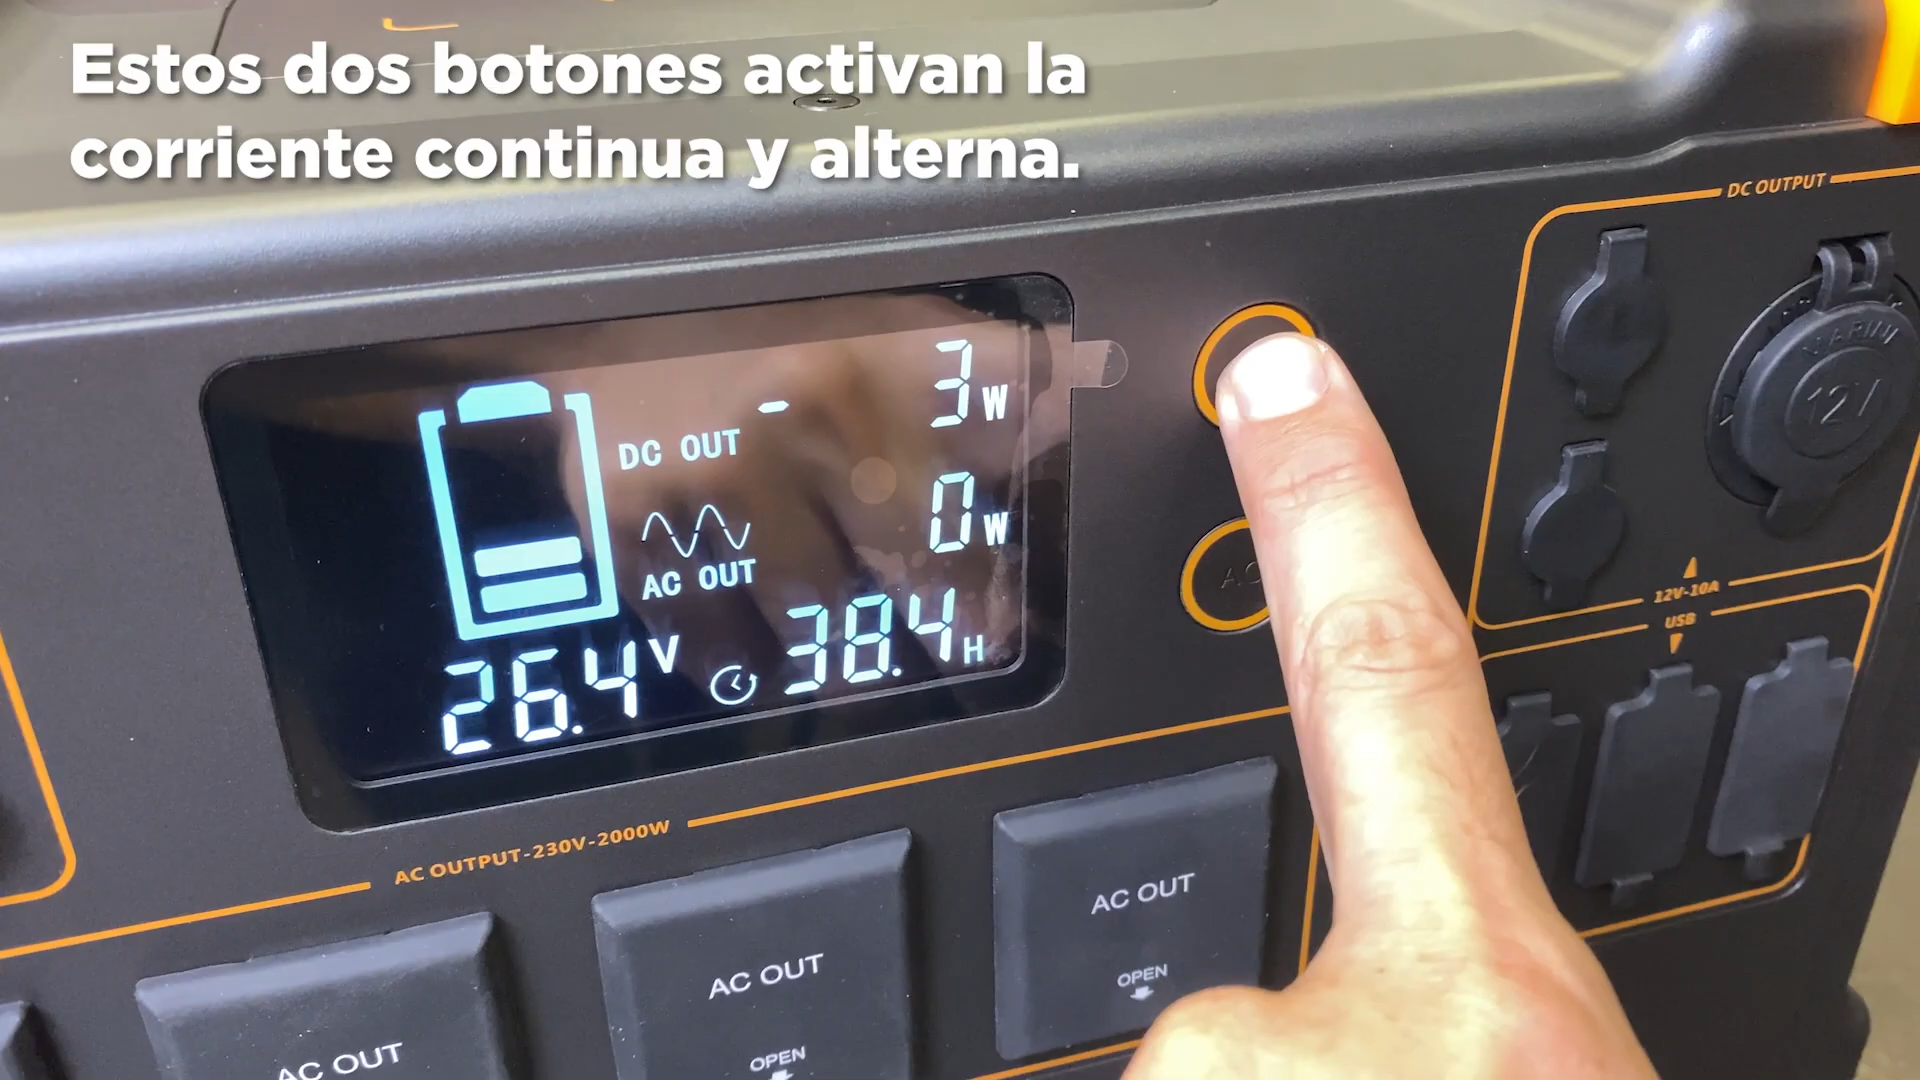 Estos dos botones activan la
corriente continua y alterna.
DC OUTPUT
- 3W
DC OUT
0W
AC OUT
26.4V
38.4H
AC
12V
12V-10A
USB
AC OUTPUT-230V-2000W
AC OUT
OPEN
AC OUT
OPEN
AC OUT